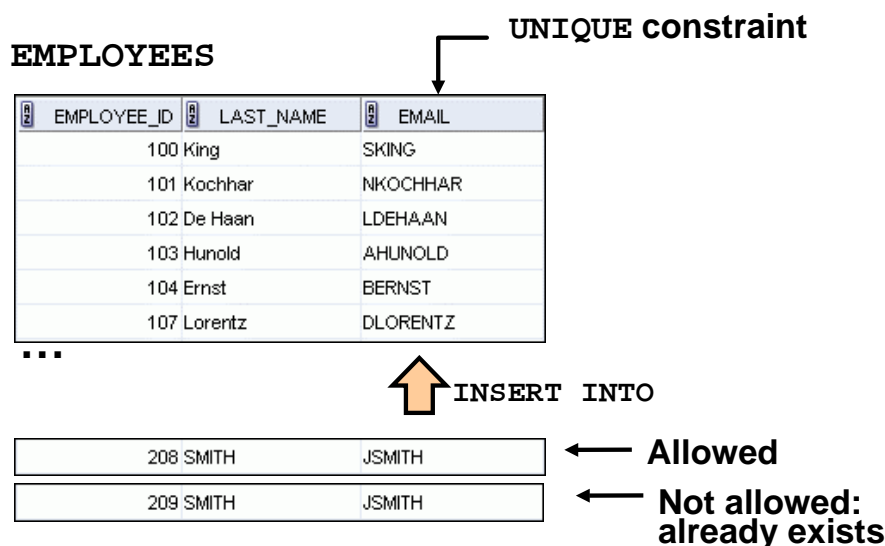 UNIQUE constraint
EMPLOYEES
EMPLOYEE_ID LAST_NAME EMAIL
100 King SKING
101 Kochhar NKOCHHAR
102 De Haan LDEHAAN
103 Hunold AHUNOLD
104 Ernst BERNST
107 Lorentz DLORENTZ
...
INSERT INTO
208 SMITH JSMITH
Allowed
209 SMITH JSMITH
Not allowed:
already exists